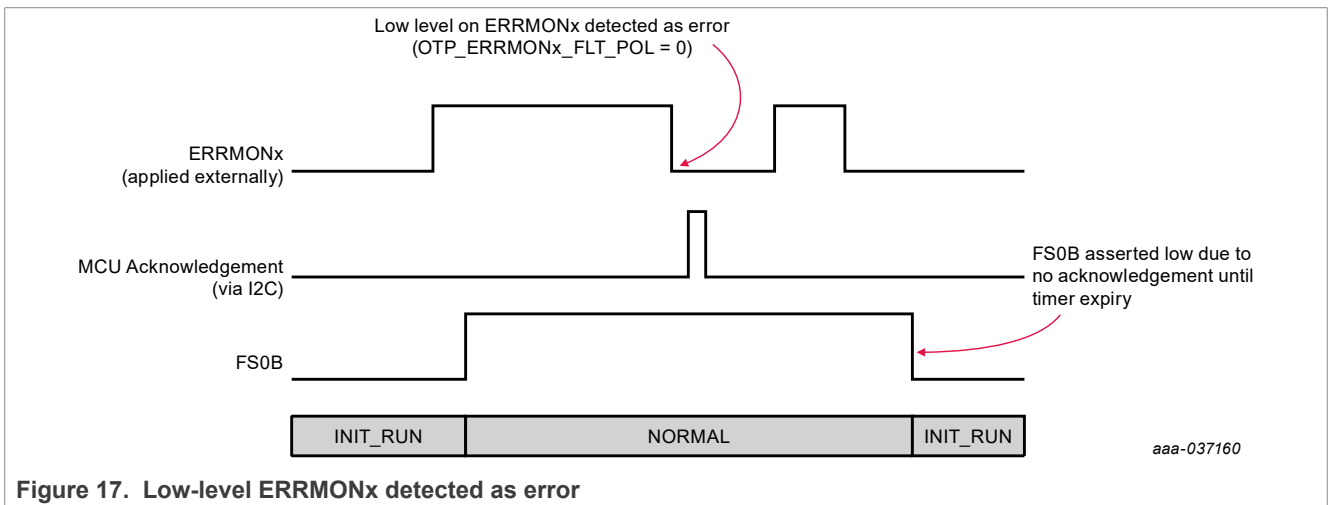 Low level on ERRMONx detected as error
(OTP_ERRMONx_FLT_POL = 0)
ERRMONx
(applied externally)
MCU Acknowledgement
(via I2C)
FS0B asserted low due to
no acknowledgement until
timer expiry
FS0B
INIT_RUN NORMAL INIT_RUN
aaa-037160
Figure 17. Low-level ERRMONx detected as error